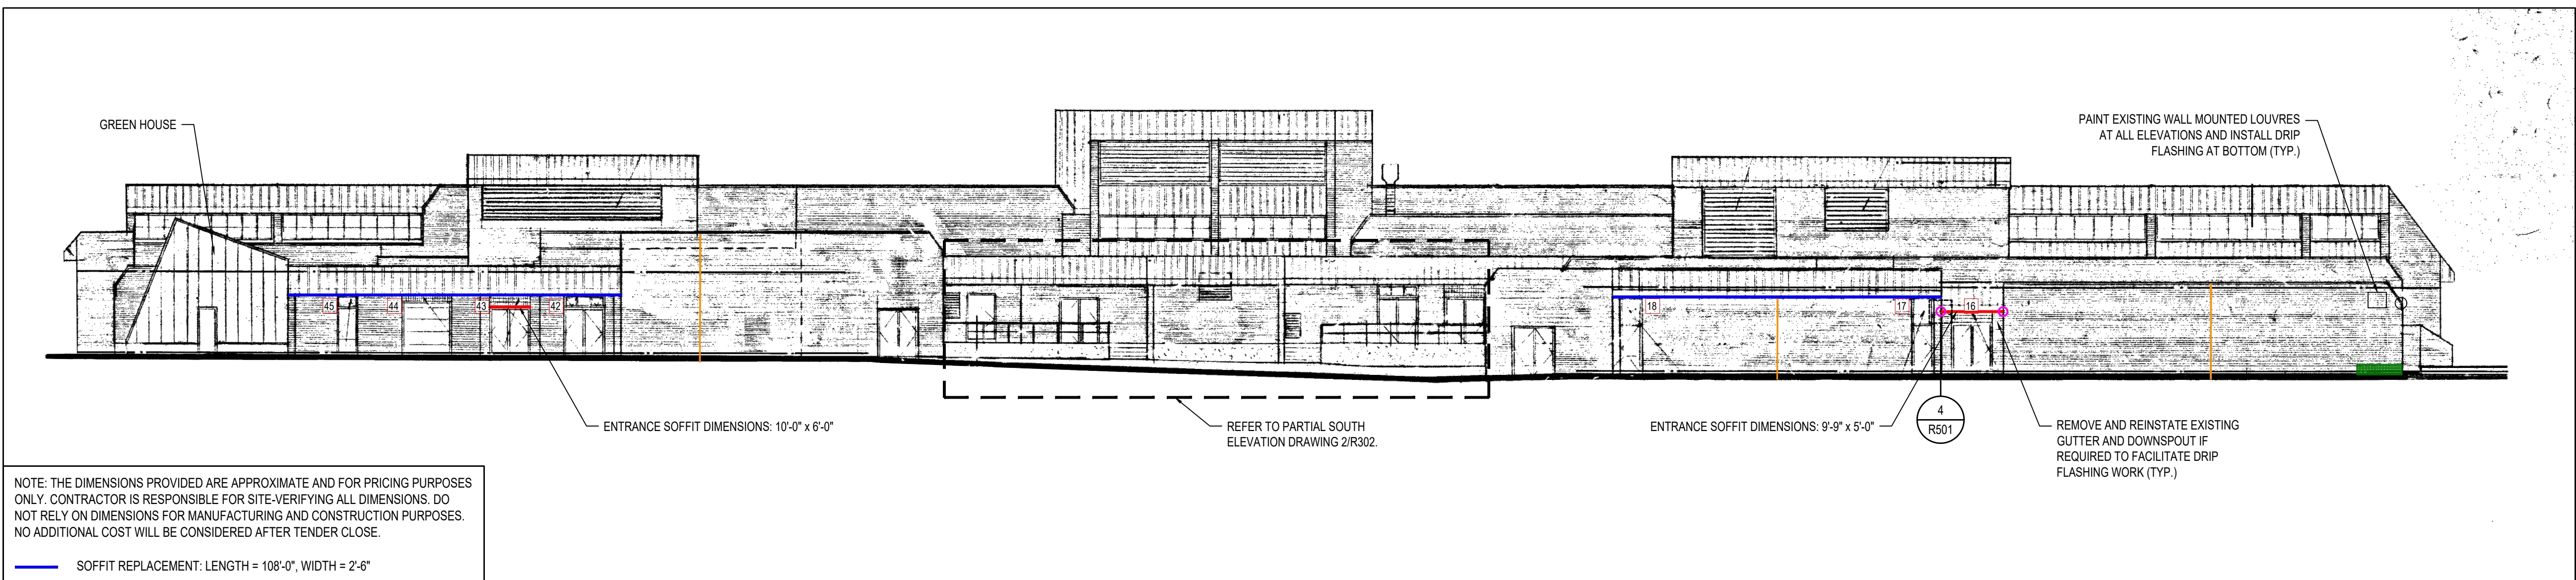 GREEN HOUSE
PAINT EXISTING WALL MOUNTED LOUVRES
AT ALL ELEVATIONS AND INSTALL DRIP
FLASHING AT BOTTOM (TYP.)
45
44
43
42
18
17
16
ENTRANCE SOFFIT DIMENSIONS: 10'-0" x 6'-0"
REFER TO PARTIAL SOUTH
ELEVATION DRAWING 2/R302.
ENTRANCE SOFFIT DIMENSIONS: 9'-9" x 5'-0"
4
R501
REMOVE AND REINSTATE EXISTING
GUTTER AND DOWNSPOUT IF
REQUIRED TO FACILITATE DRIP
FLASHING WORK (TYP.)
NOTE: THE DIMENSIONS PROVIDED ARE APPROXIMATE AND FOR PRICING PURPOSES
ONLY. CONTRACTOR IS RESPONSIBLE FOR SITE-VERIFYING ALL DIMENSIONS. DO
NOT RELY ON DIMENSIONS FOR MANUFACTURING AND CONSTRUCTION PURPOSES.
NO ADDITIONAL COST WILL BE CONSIDERED AFTER TENDER CLOSE.
SOFFIT REPLACEMENT: LENGTH = 108'-0", WIDTH = 2'-6"